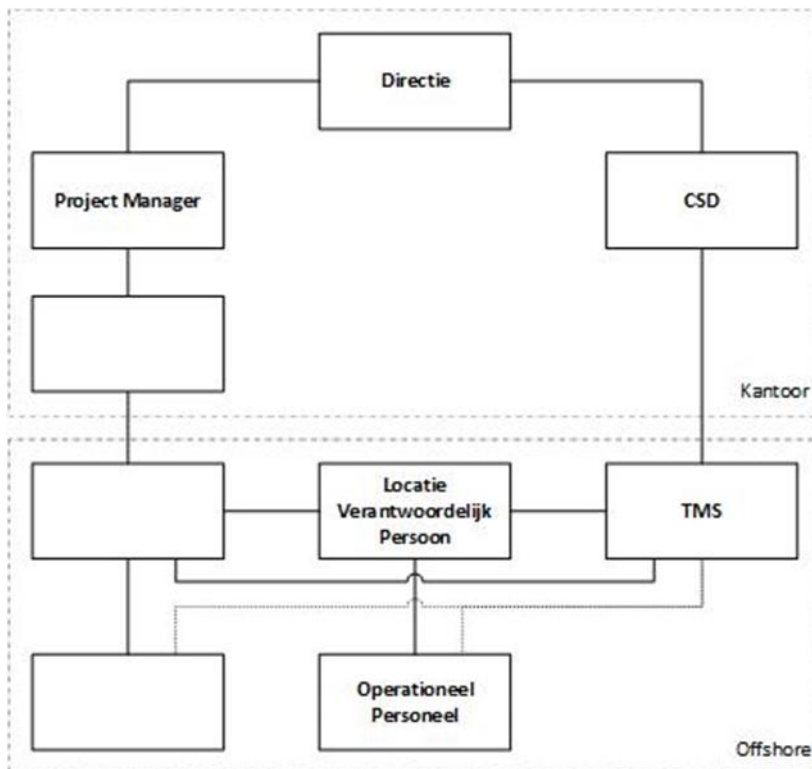 Directie
Project Manager
CSD
Kantoor
Locatie
Verantwoordelijk
Persoon
TMS
Operationeel
Personeel
Offshore